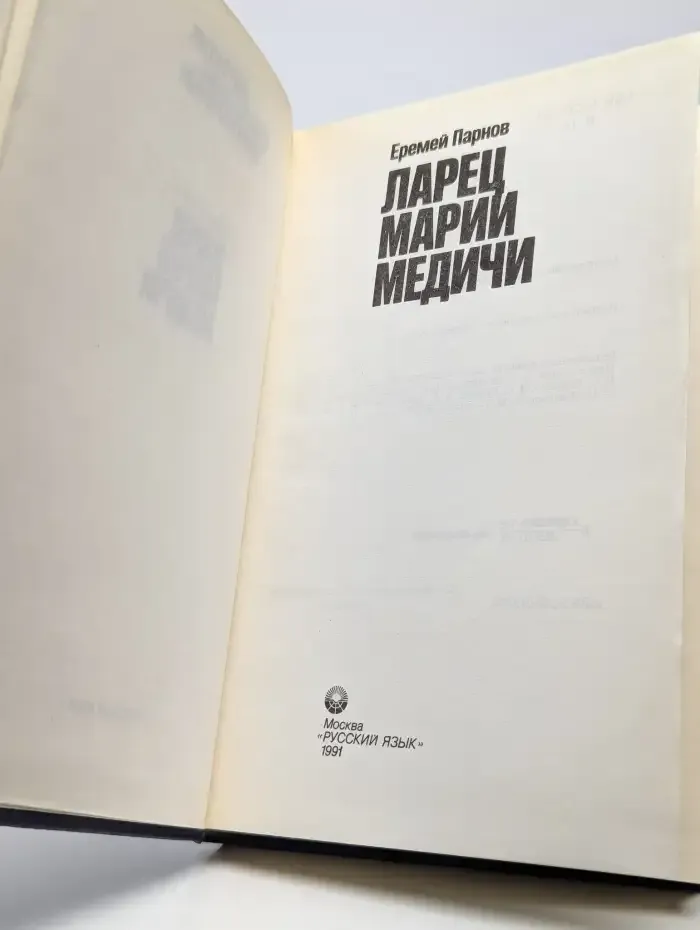 Еремей Парнов
ЛАРЕЦ
МАРИИ
МЕДИЧИ
Москва
«РУССКИЙ ЯЗЫК»
1991